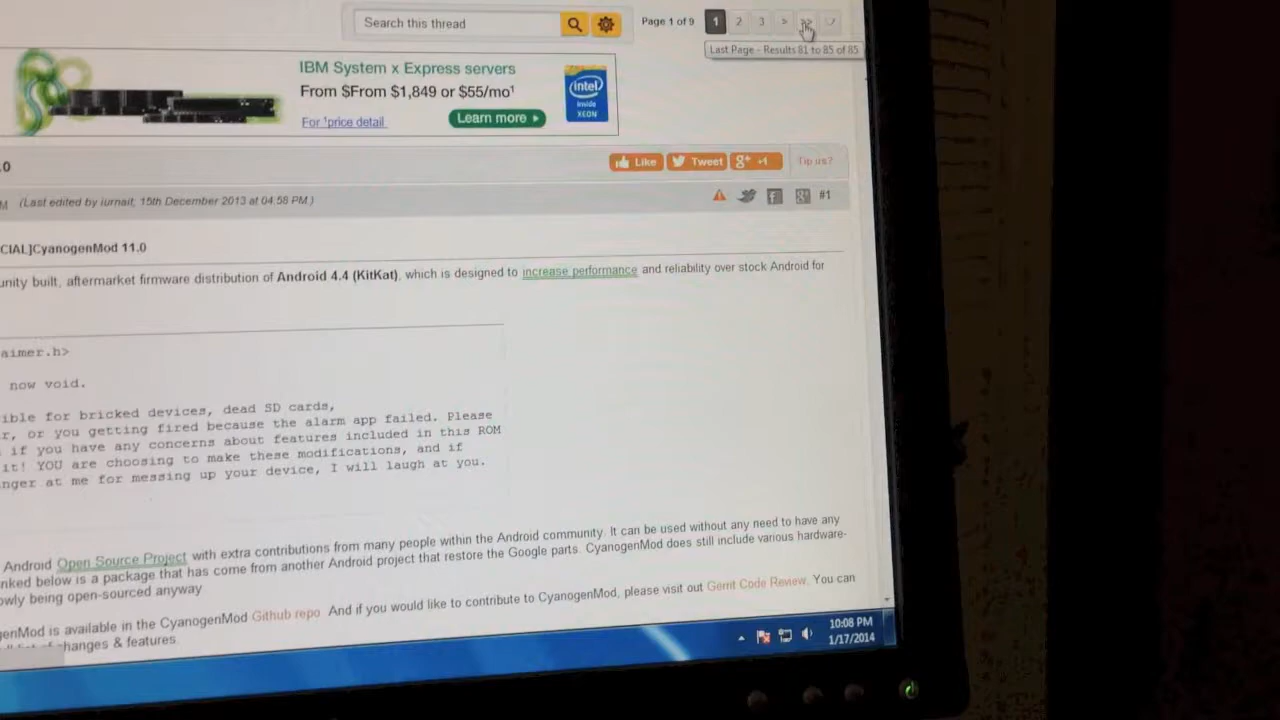 Search this thread
Page 1 of 9 1 2 3 > >>
Last Page - Results 81 to 85 of 85
IBM System x Express servers
From $From $1,849 or $55/mo¹
For ¹price detail
Learn more
intel
inside
XEON
.0
Like Tweet g+ +1 Tip us?
M (Last edited by iurnait; 15th December 2013 at 04:58 PM.)
#1
CIAL]CyanogenMod 11.0
unity built, aftermarket firmware distribution of Android 4.4 (KitKat), which is designed to increase performance and reliability over stock Android for
aimer.h>
now void.
ible for bricked devices, dead SD cards,
r, or you getting fired because the alarm app failed. Please
if you have any concerns about features included in this ROM
it! YOU are choosing to make these modifications, and if
nger at me for messing up your device, I will laugh at you.
Android Open Source Project with extra contributions from many people within the Android community. It can be used without any need to have any
nked below is a package that has come from another Android project that restore the Google parts. CyanogenMod does still include various hardware-
owly being open-sourced anyway
genMod is available in the CyanogenMod Github repo. And if you would like to contribute to CyanogenMod, please visit out Gerrit Code Review. You can
changes & features.
10:08 PM
1/17/2014